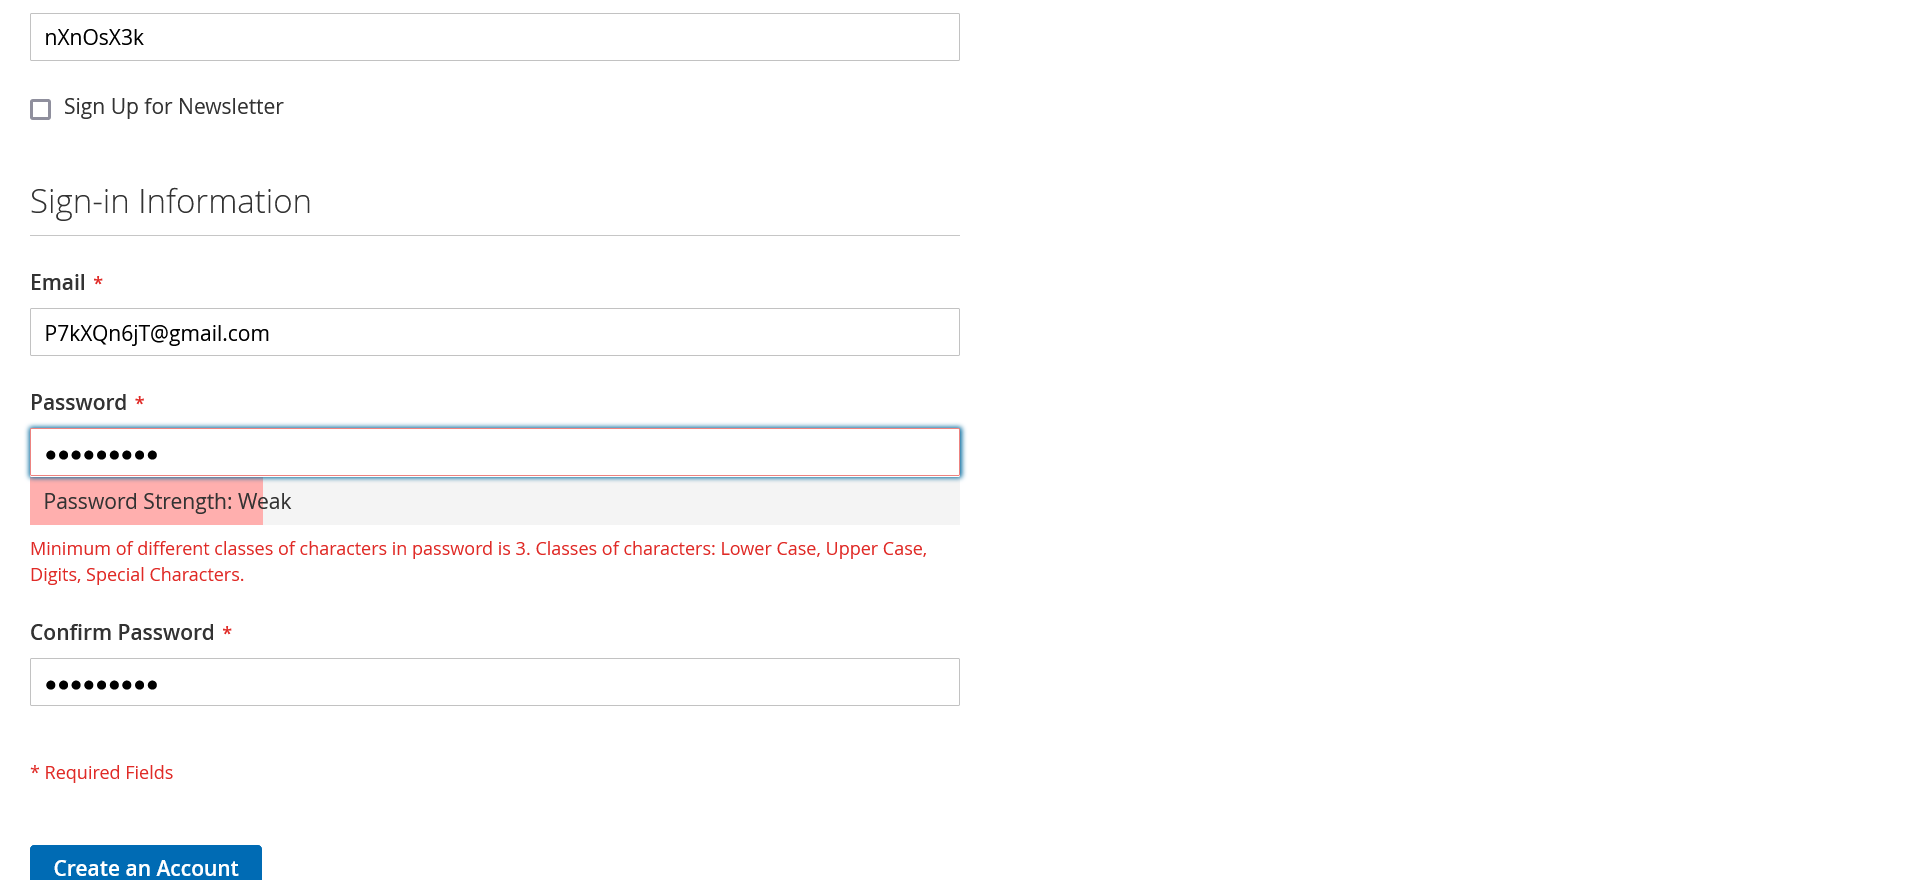 nXnOsX3k
Sign Up for Newsletter
Sign-in Information
Email *
P7kXQn6jT@gmail.com
Password *
•••••••••
Password Strength: Weak
Minimum of different classes of characters in password is 3. Classes of characters: Lower Case, Upper Case,
Digits, Special Characters.
Confirm Password *
•••••••••
* Required Fields
Create an Account